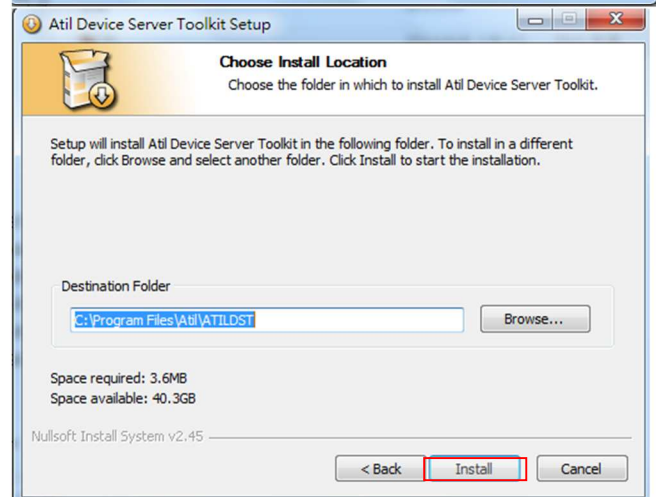 Atil Device Server Toolkit Setup
Choose Install Location
Choose the folder in which to install Atil Device Server Toolkit.
Setup will install Atil Device Server Toolkit in the following folder. To install in a different
folder, click Browse and select another folder. Click Install to start the installation.
Destination Folder
C:\Program Files\Atil\ATILDST
Browse...
Space required: 3.6MB
Space available: 40.3GB
Nullsoft Install System v2.45
< Back
Install
Cancel